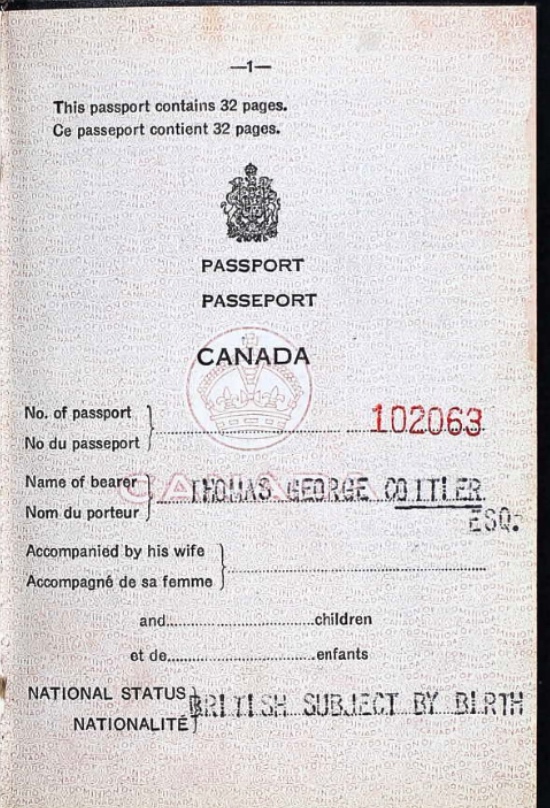 —1—
This passport contains 32 pages.
Ce passeport contient 32 pages.
PASSPORT
PASSEPORT
CANADA
No. of passport
No du passeport
102063
Name of bearer
Nom du porteur
THOMAS GEORGE COTTLER
ESQ.
Accompanied by his wife
Accompagné de sa femme
and..............................children
et de..............................enfants
NATIONAL STATUS
NATIONALITÉ
BRITISH SUBJECT BY BIRTH
CANADA